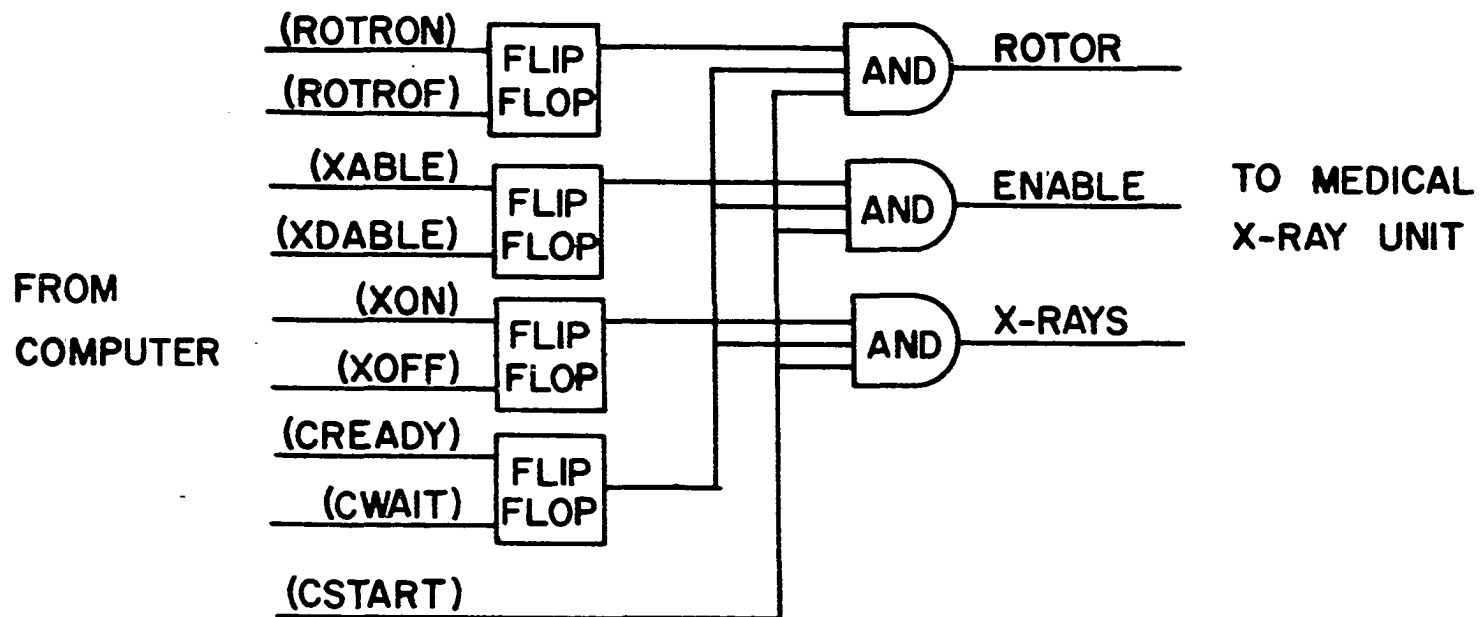 (ROTRON)
(ROTROF)
FLIP
FLOP
AND
ROTOR
(XABLE)
(XDABLE)
FLIP
FLOP
AND
ENABLE
TO MEDICAL
X-RAY UNIT
FROM
COMPUTER
(XON)
(XOFF)
FLIP
FLOP
AND
X-RAYS
(CREADY)
(CWAIT)
FLIP
FLOP
(CSTART)